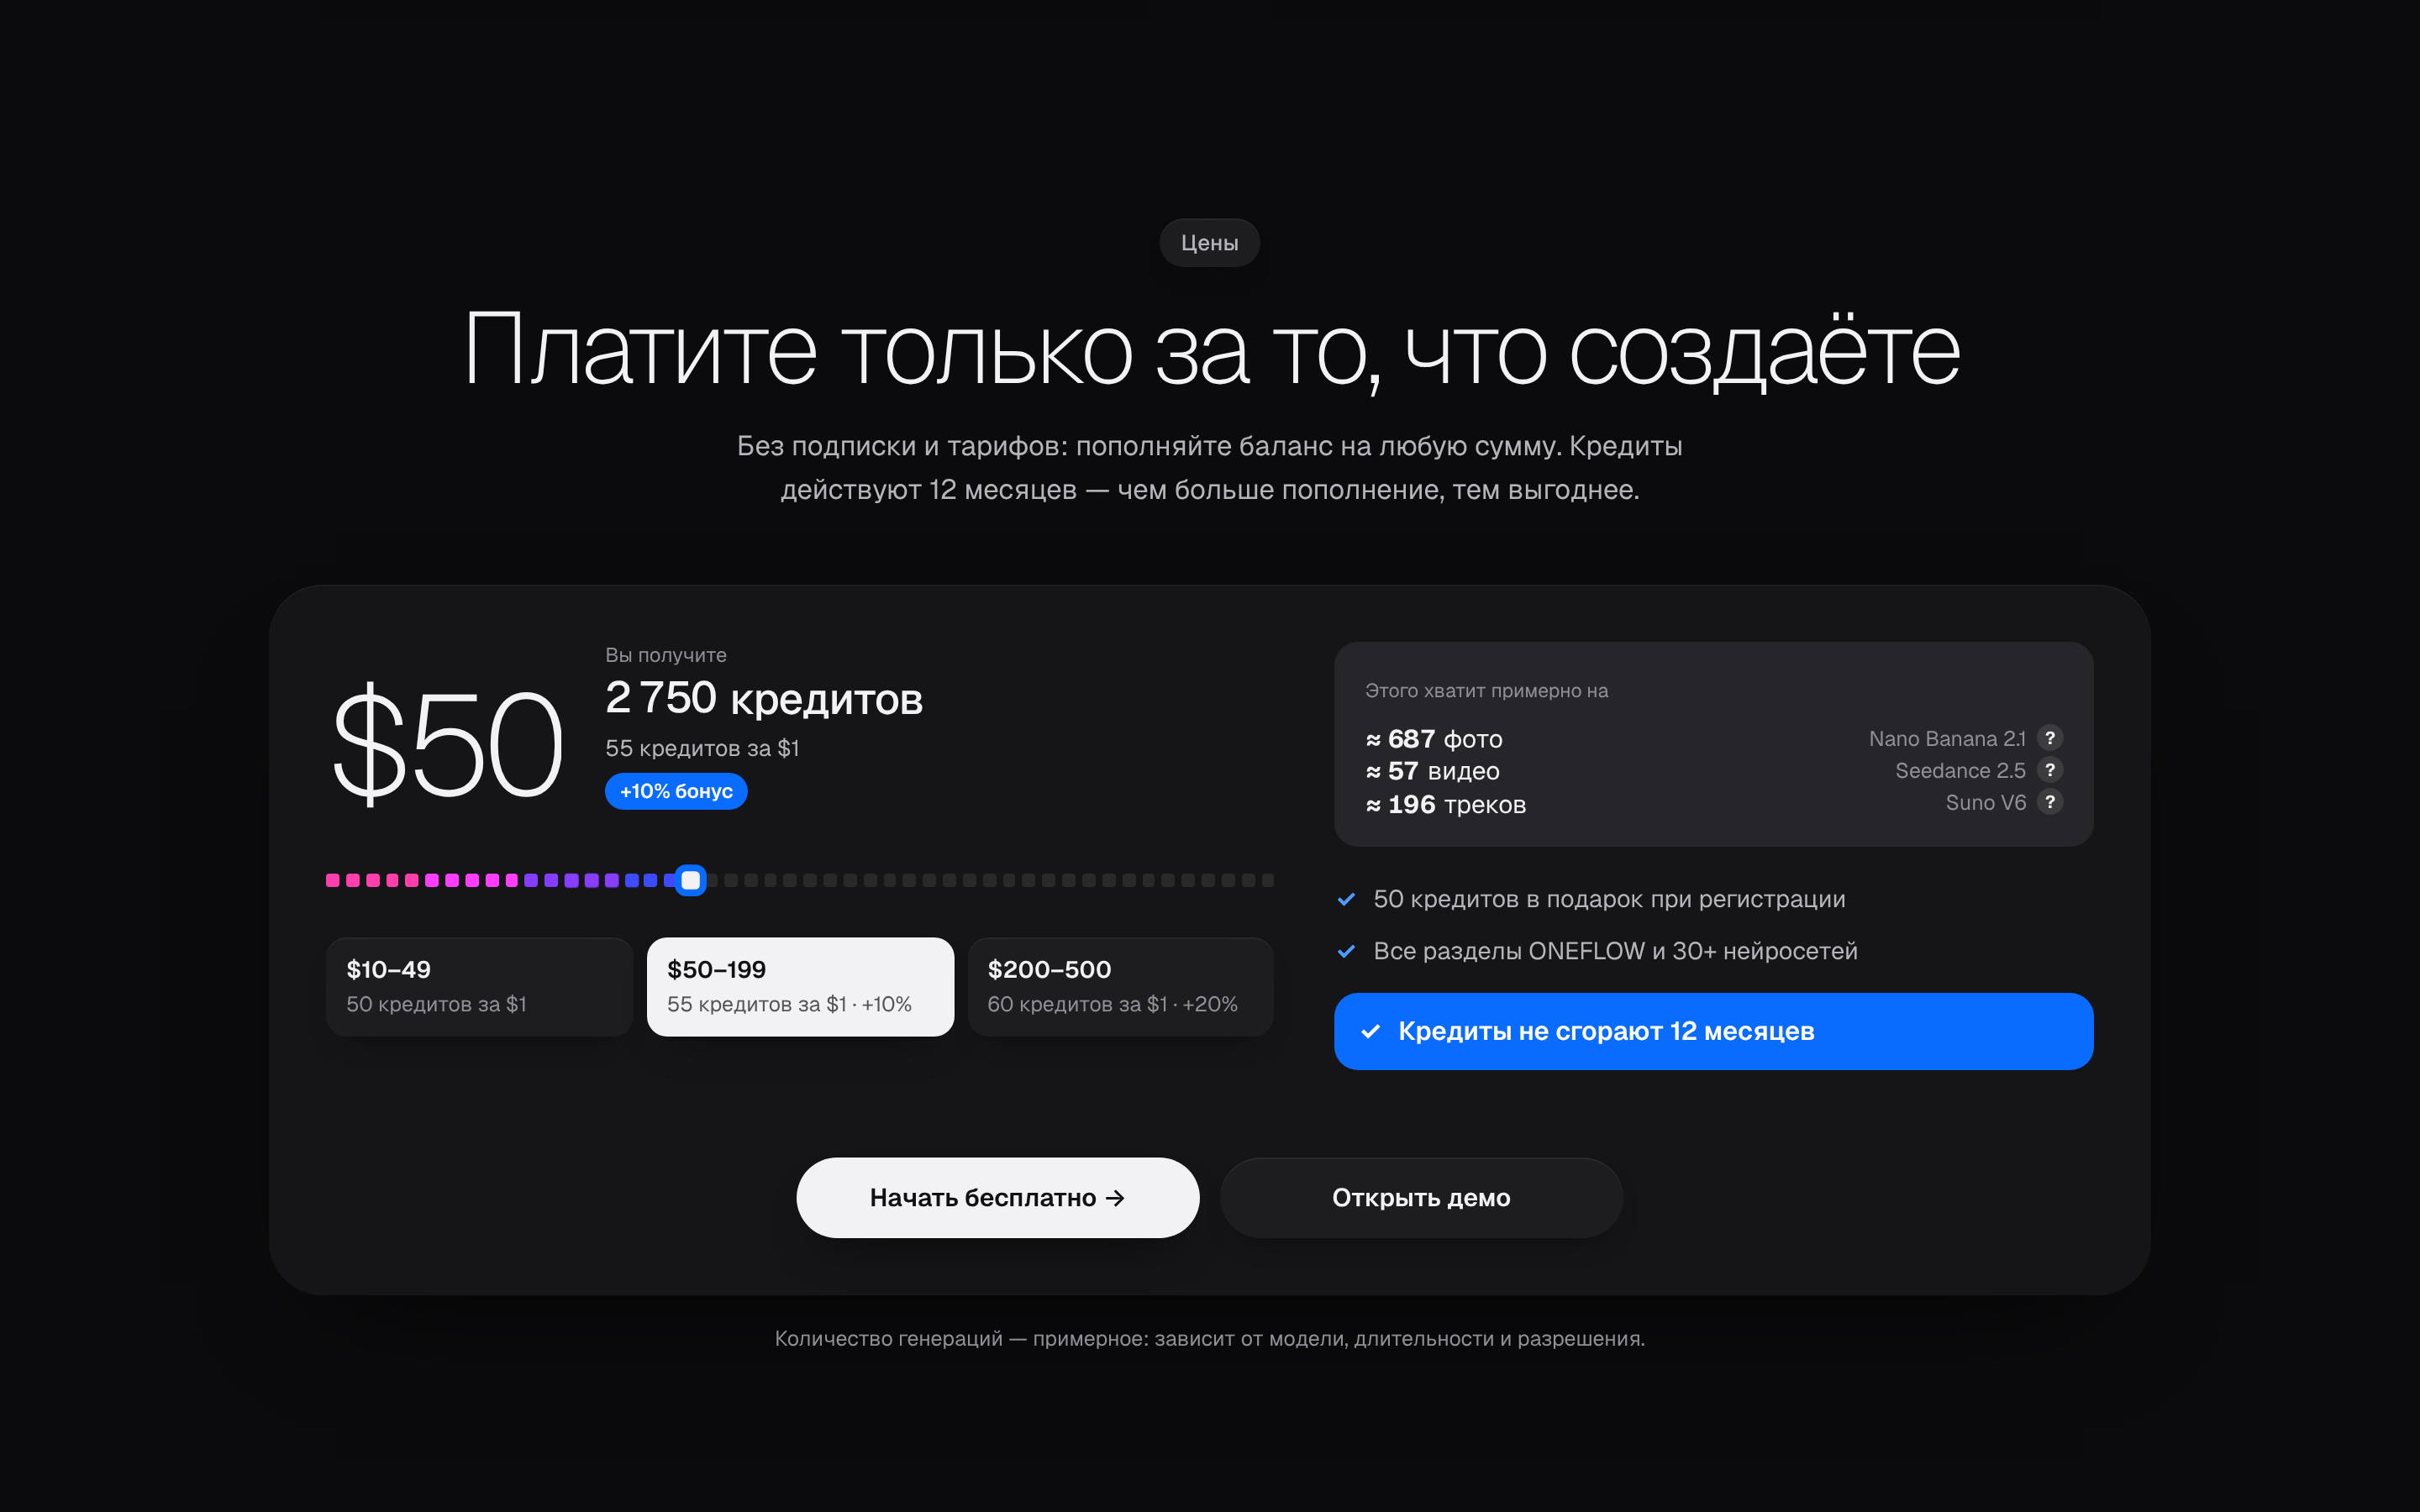 Цены
Платите только за то, что создаёте
Без подписки и тарифов: пополняйте баланс на любую сумму. Кредиты
действуют 12 месяцев — чем больше пополнение, тем выгоднее.
$50
Вы получите
2 750 кредитов
55 кредитов за $1
+10% бонус
$10–49
50 кредитов за $1
$50–199
55 кредитов за $1 · +10%
$200–500
60 кредитов за $1 · +20%
Этого хватит примерно на
≈ 687 фото Nano Banana 2.1 ?
≈ 57 видео Seedance 2.5 ?
≈ 196 треков Suno V6 ?
50 кредитов в подарок при регистрации
Все разделы ONEFLOW и 30+ нейросетей
Кредиты не сгорают 12 месяцев
Начать бесплатно →
Открыть демо
Количество генераций — примерное: зависит от модели, длительности и разрешения.